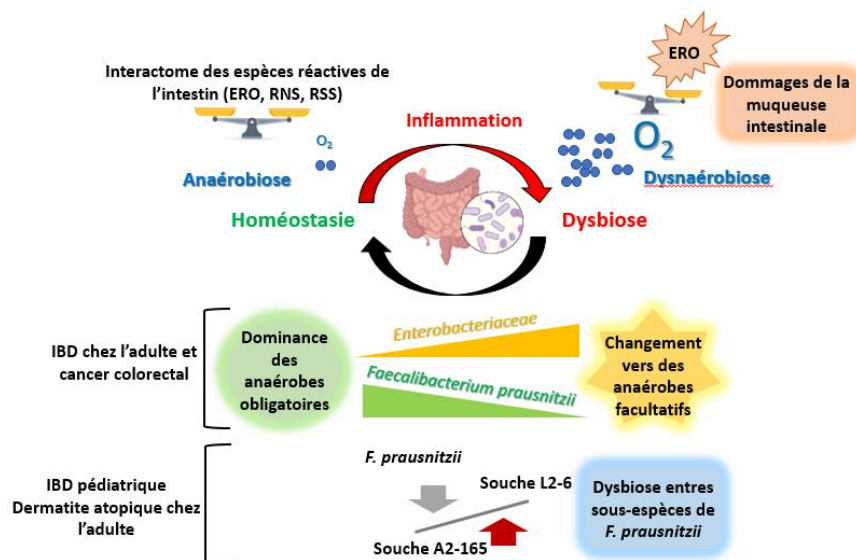 ERO
Interactome des espèces réactives de
l'intestin (ERO, RNS, RSS)
Dommages de la
muqueuse
intestinale
Inflammation
O₂
O₂
Anaérobiose
Dysnaérobiose
Homéostasie
Dysbiose
IBD chez l'adulte et
cancer colorectal
Dominance
des
anaérobes
obligatoires
Enterobacteriaceae
Faecalibacterium prausnitzii
Changement
vers des
anaérobes
facultatifs
IBD pédiatrique
Dermatite atopique chez
l'adulte
F. prausnitzii
Souche L2-6
Souche A2-165
Dysbiose entres
sous-espèces de
F. prausnitzii